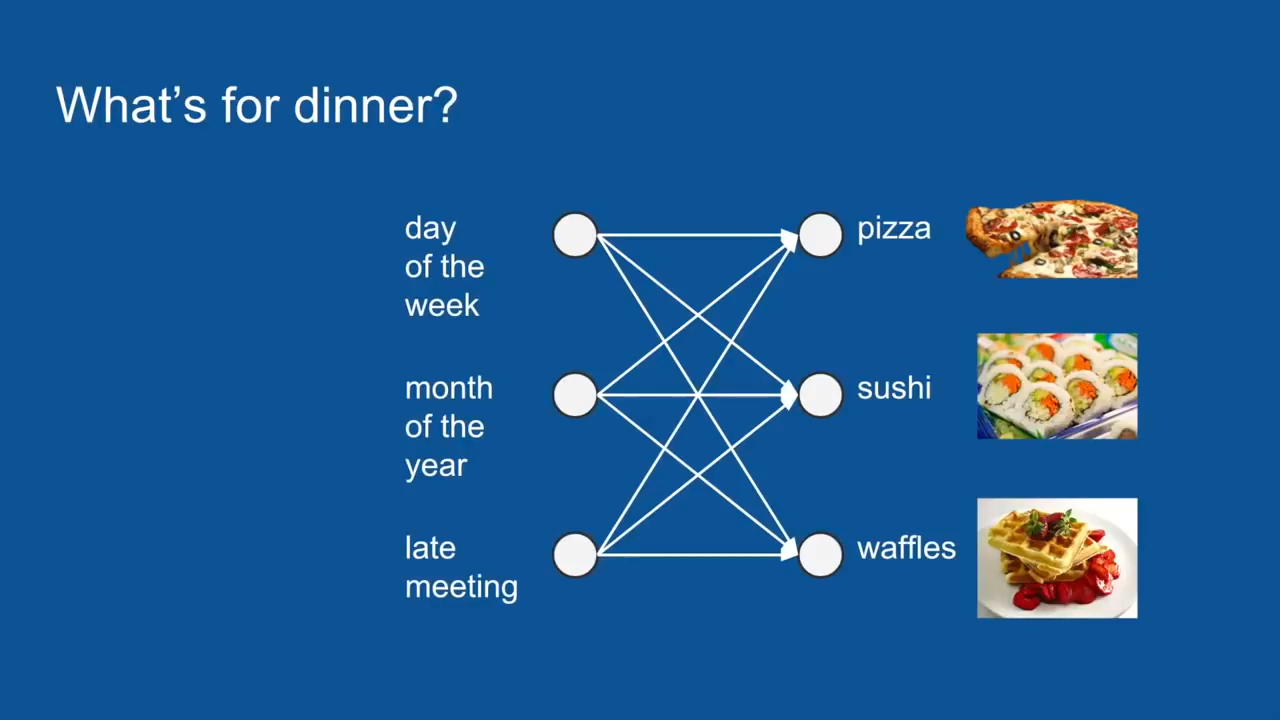 What's for dinner?
day
of the
week
pizza
month
of the
year
sushi
late
meeting
waffles